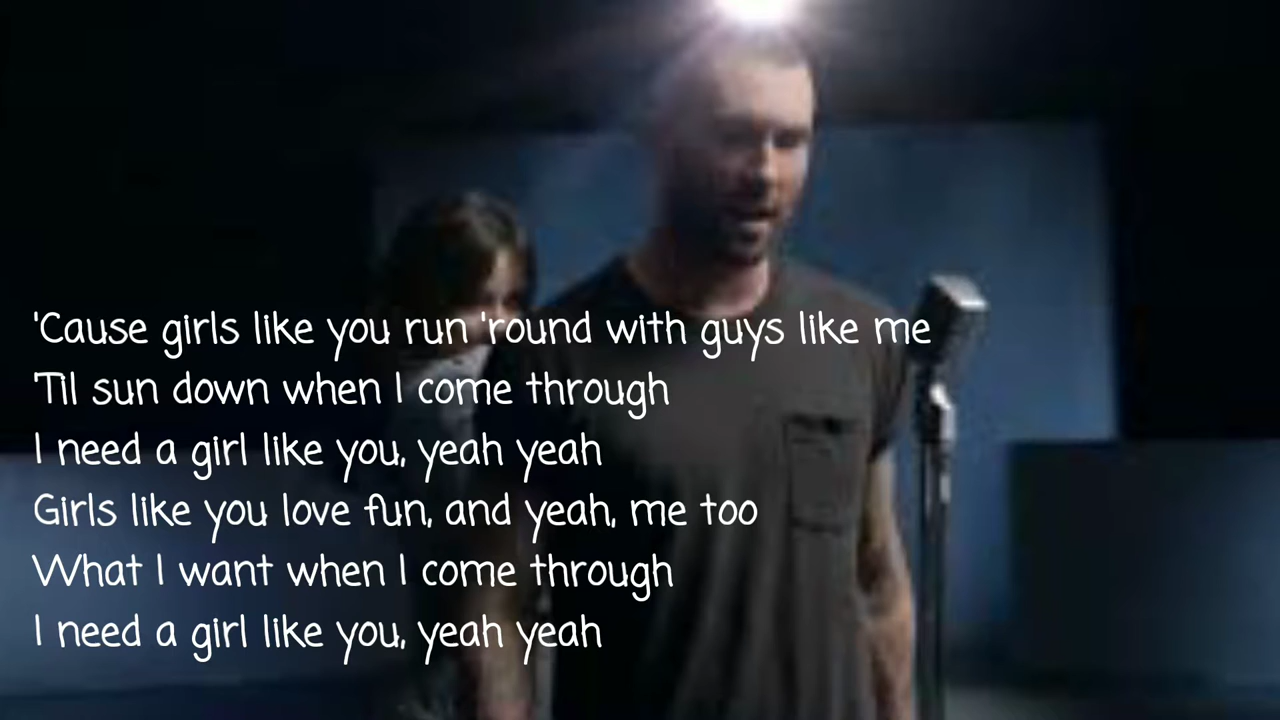 'Cause girls like you run 'round with guys like me
'Til sun down when I come through
I need a girl like you, yeah yeah
Girls like you love fun, and yeah, me too
What I want when I come through
I need a girl like you, yeah yeah